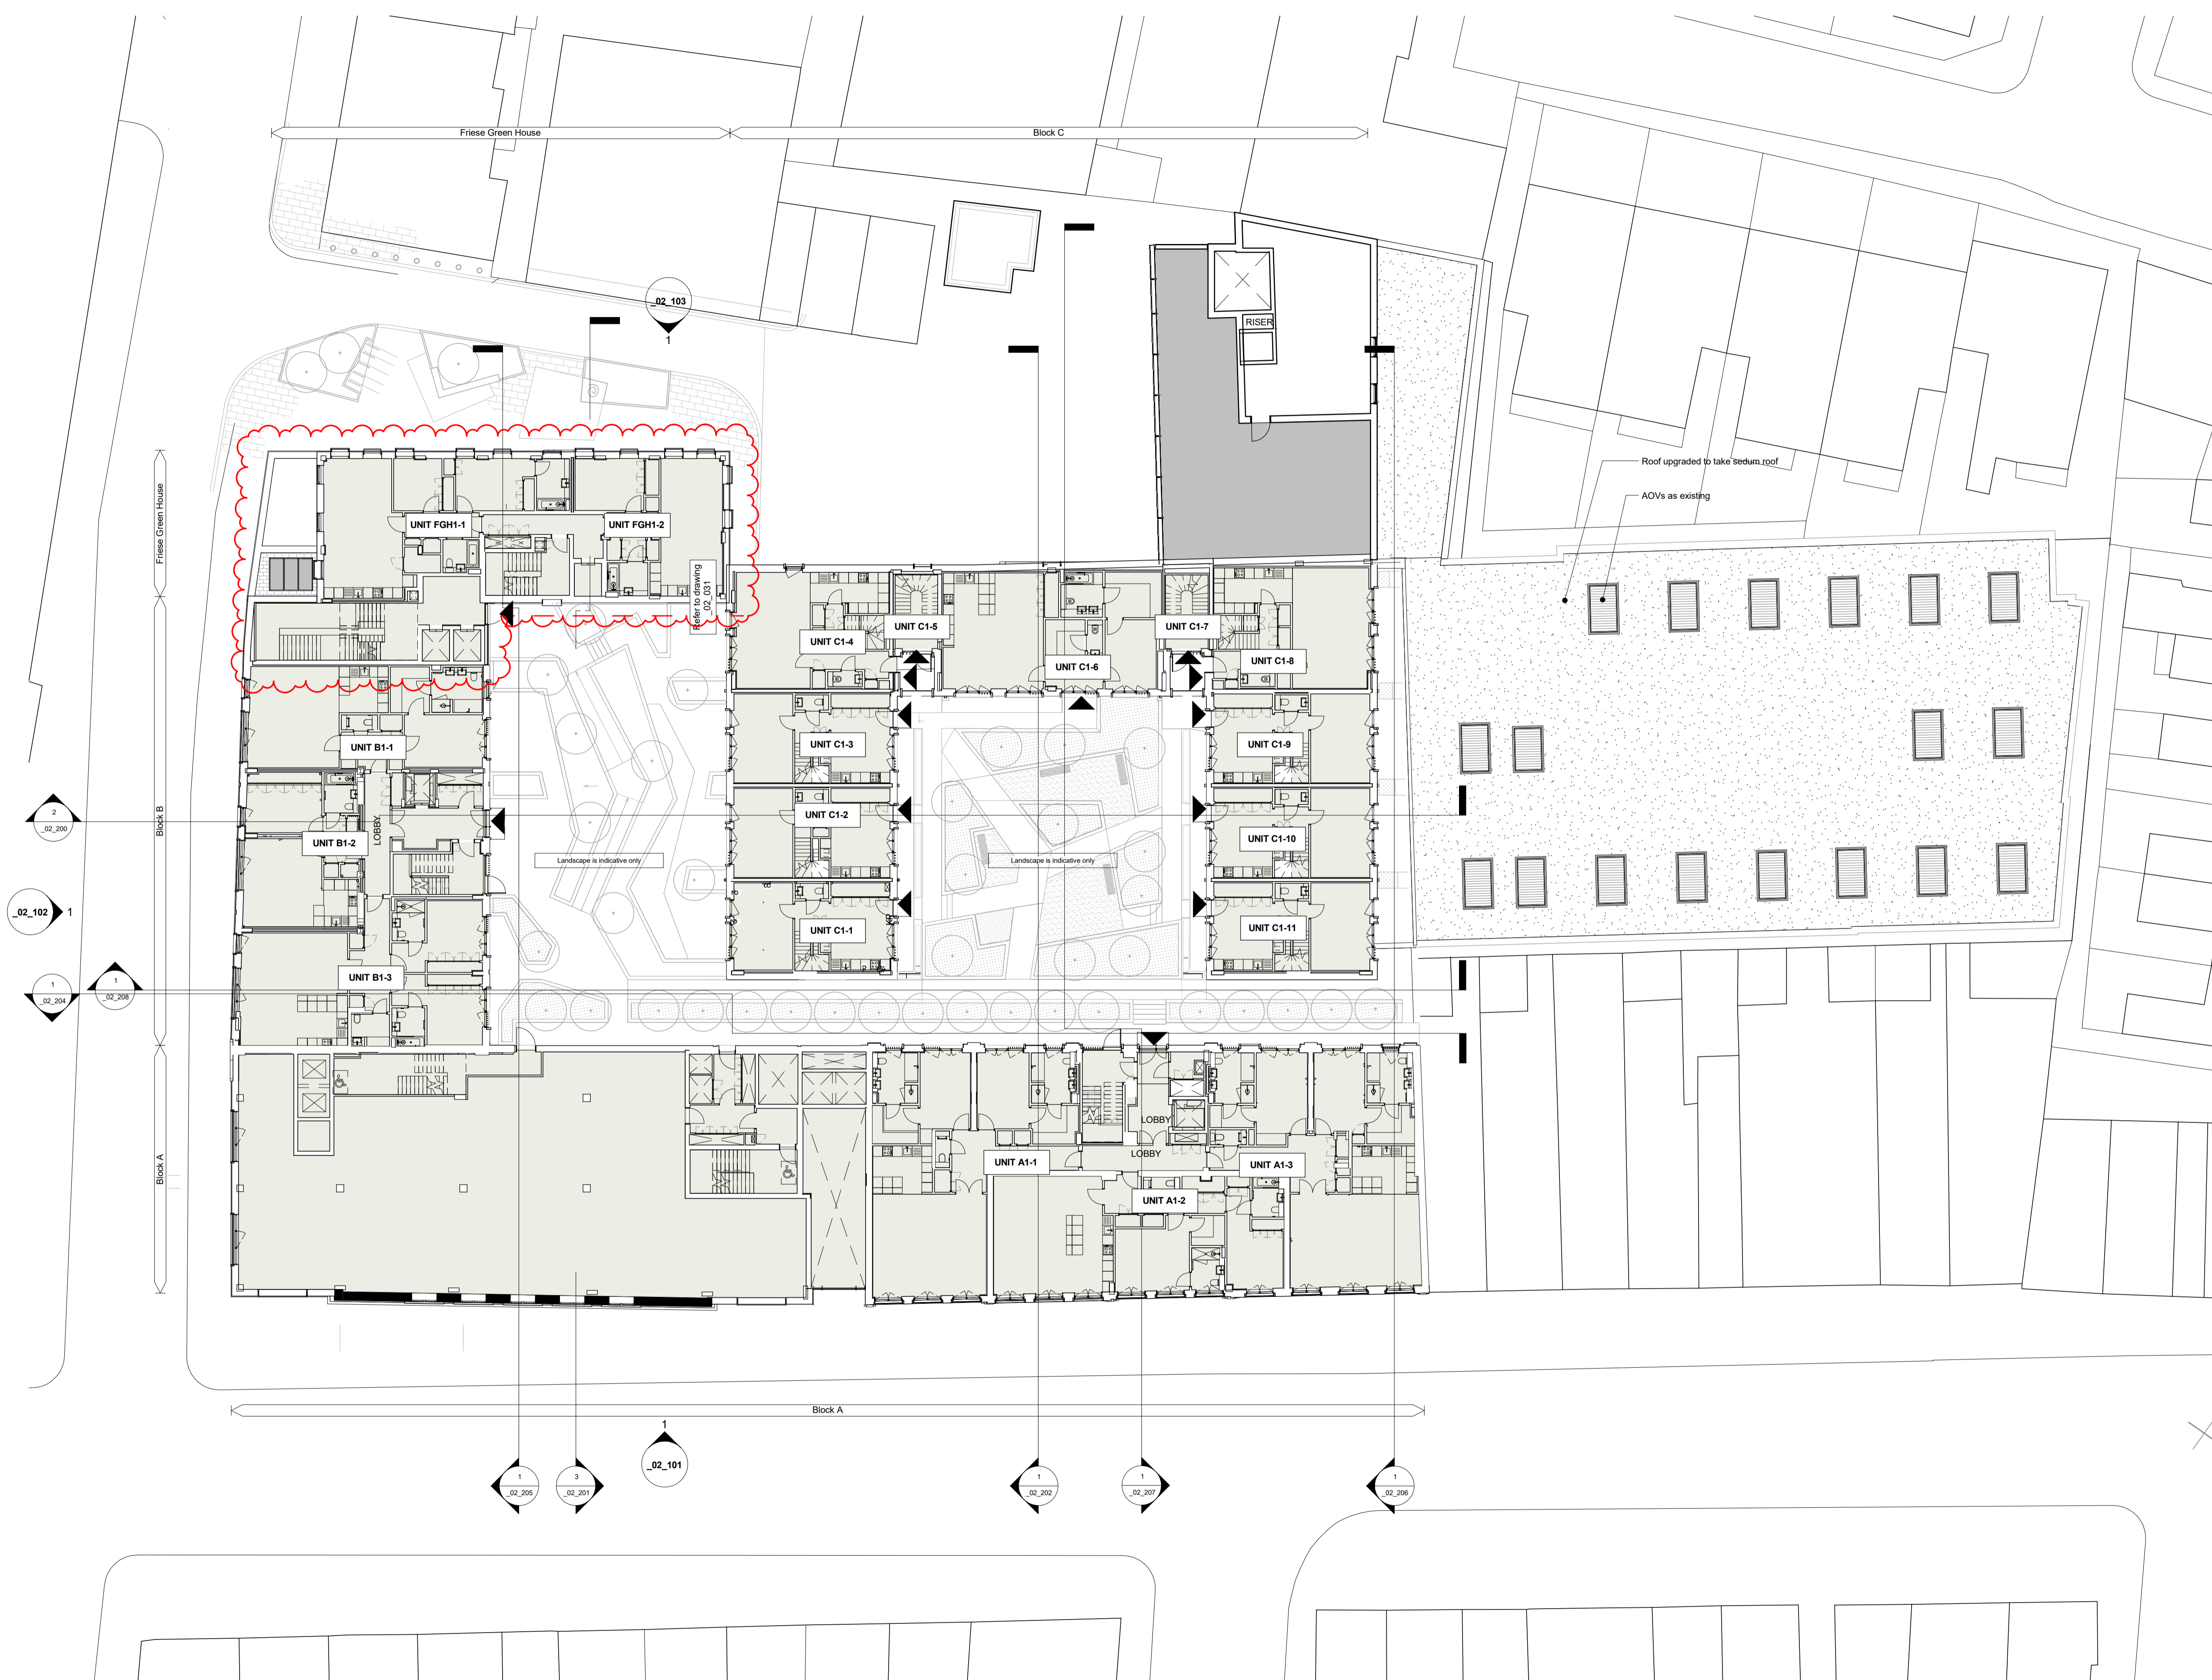 Friese Green House
Block C
_02_103
1
RISER
Roof upgraded to take sedum roof
AOVs as existing
Friese Green House
UNIT FGH1-1
UNIT FGH1-2
Refer to drawing
_02_031
UNIT C1-4
UNIT C1-5
UNIT C1-6
UNIT C1-7
UNIT C1-8
UNIT B1-1
UNIT C1-3
UNIT C1-9
Block B
2
_02_200
UNIT B1-2
LOBBY
UNIT C1-2
UNIT C1-10
Landscape is indicative only
Landscape is indicative only
_02_102
1
UNIT C1-1
UNIT C1-11
UNIT B1-3
1
_02_204
1
_02_208
Block A
LOBBY
LOBBY
UNIT A1-1
UNIT A1-3
UNIT A1-2
Block A
1
_02_101
1
_02_205
3
_02_201
1
_02_202
1
_02_207
1
_02_206